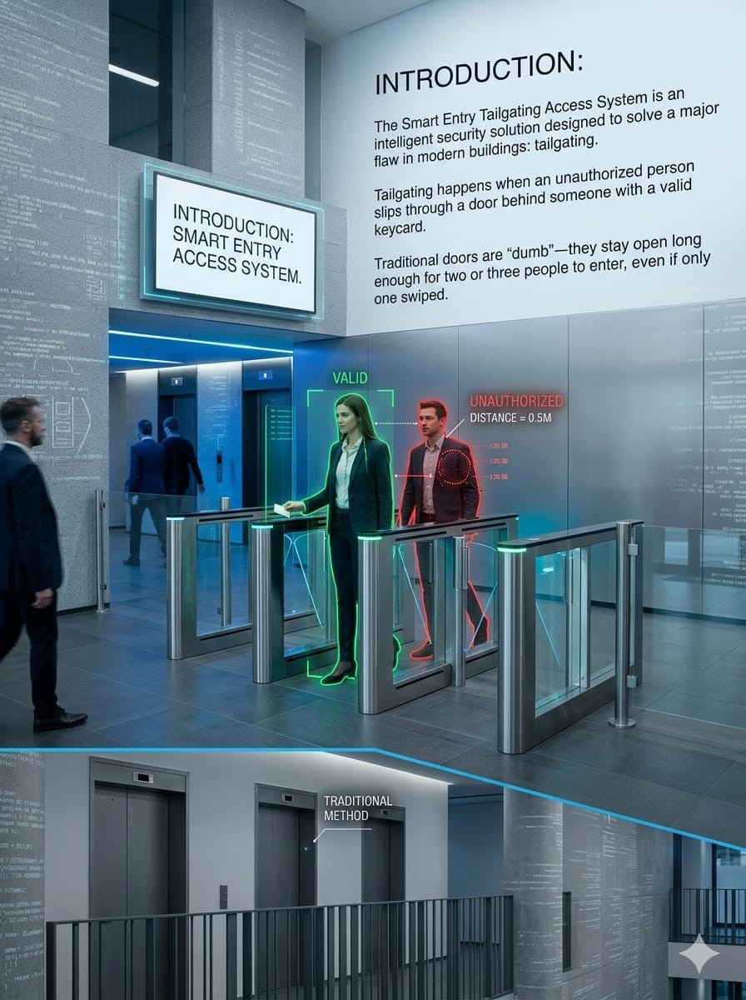 INTRODUCTION:
The Smart Entry Tailgating Access System is an
intelligent security solution designed to solve a major
flaw in modern buildings: tailgating.
Tailgating happens when an unauthorized person
slips through a door behind someone with a valid
keycard.
Traditional doors are “dumb”—they stay open long
enough for two or three people to enter, even if only
one swiped.
INTRODUCTION:
SMART ENTRY
ACCESS SYSTEM.
VALID
UNAUTHORIZED
DISTANCE = 0.5M
TRADITIONAL
METHOD